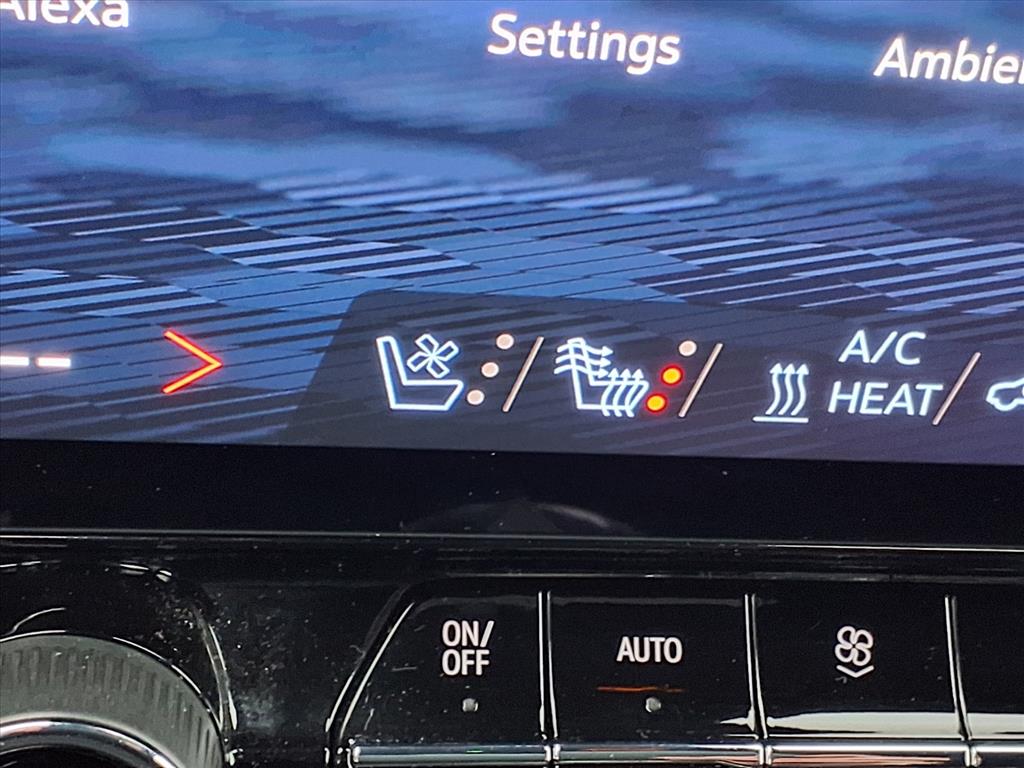 Alexa
Settings
Ambien
A/C
HEAT
ON/
OFF
AUTO